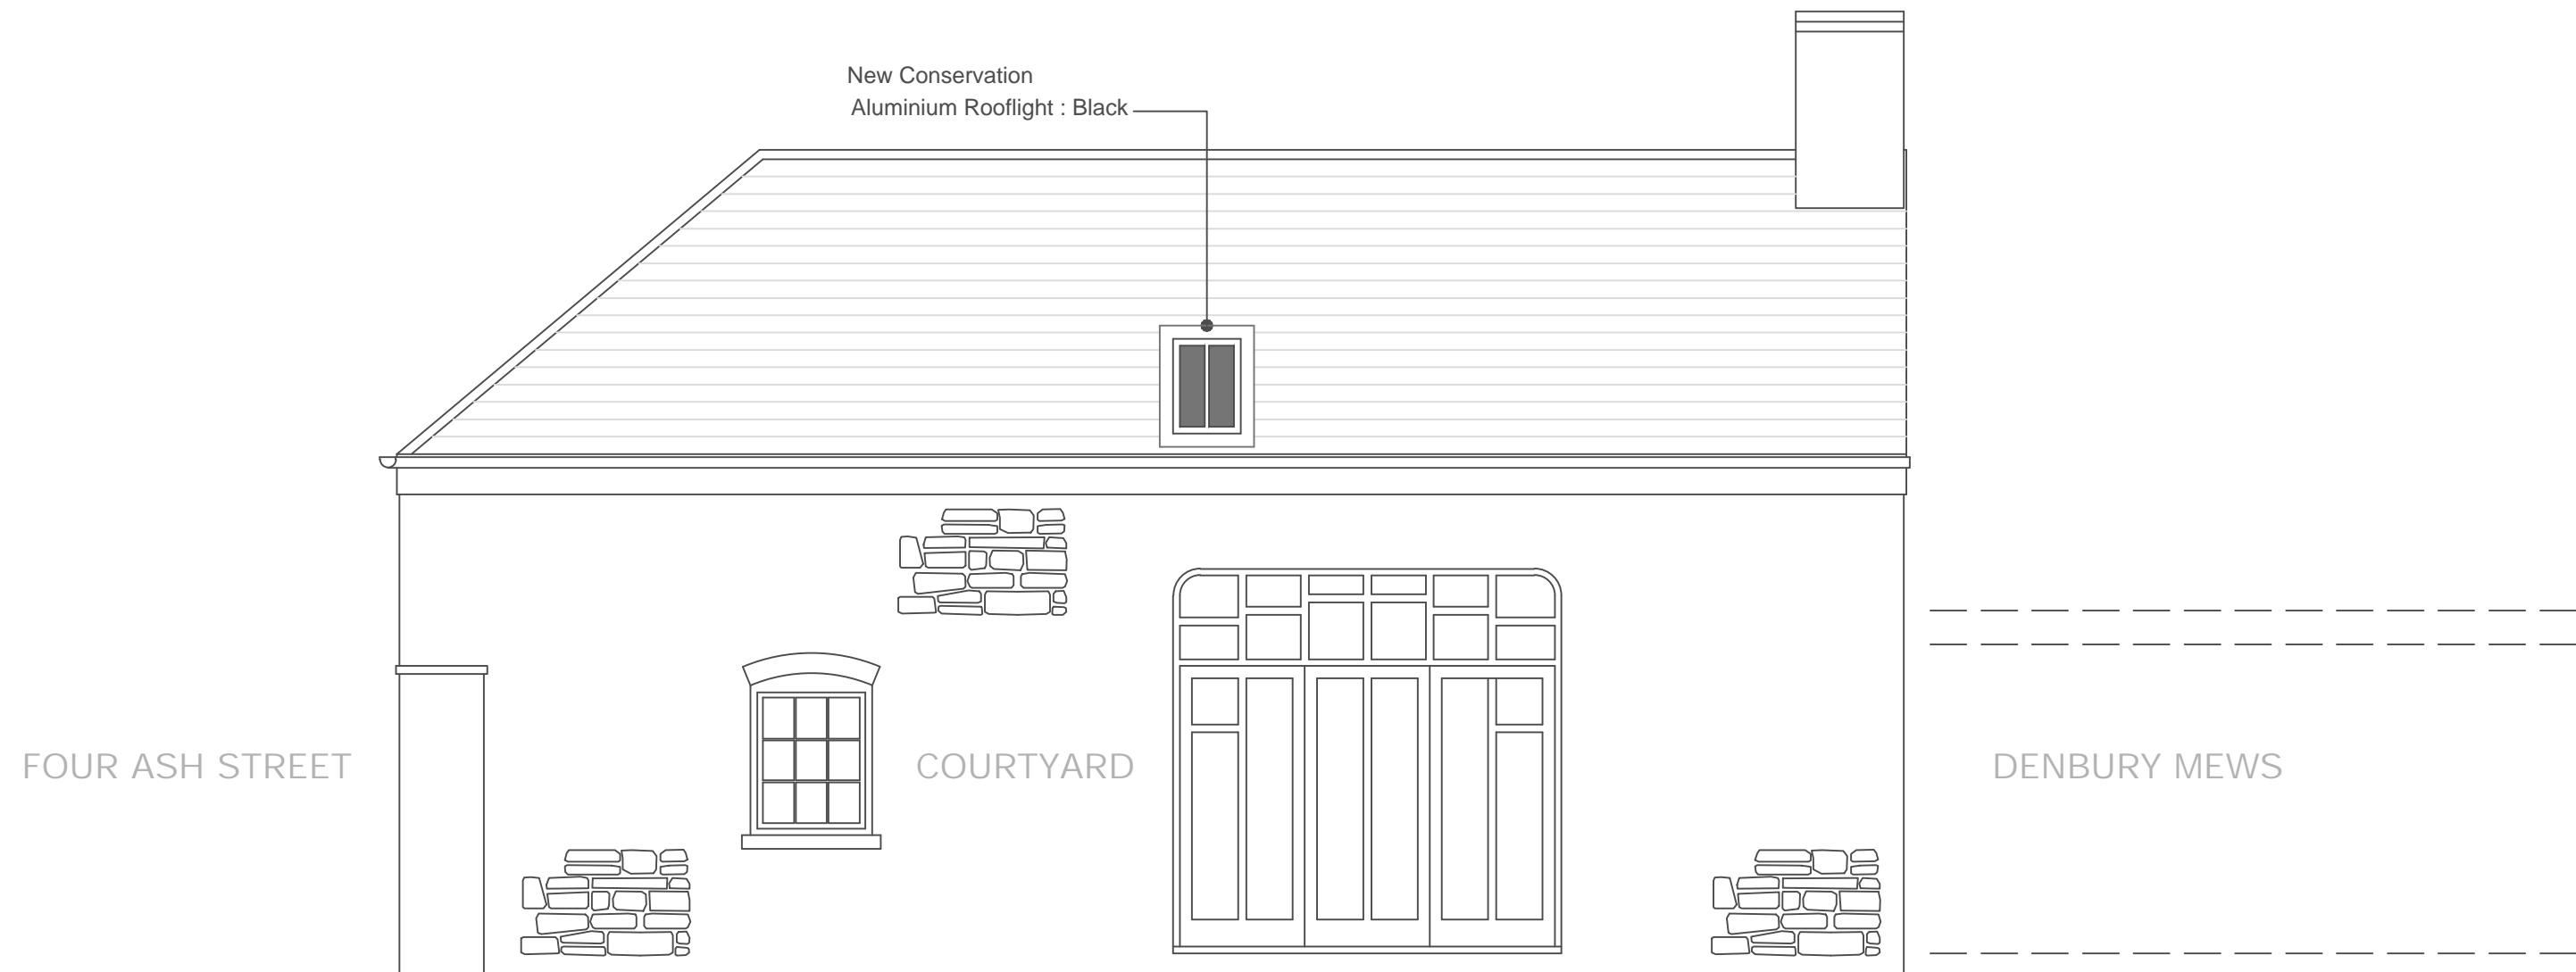 New Conservation
Aluminium Rooflight : Black
FOUR ASH STREET
COURTYARD
DENBURY MEWS